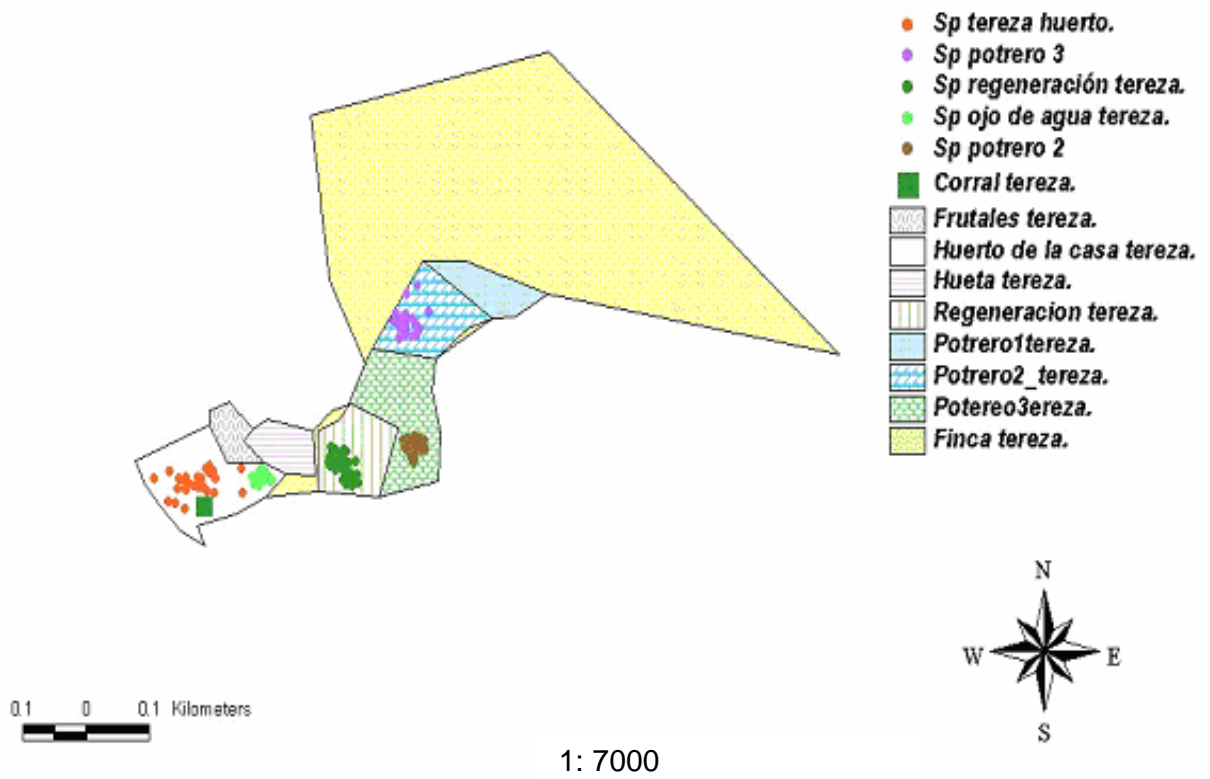 Sp tereza huerto.
Sp potrero 3
Sp regeneración tereza.
Sp ojo de agua tereza.
Sp potrero 2
Corral tereza.
Frutales tereza.
Huerto de la casa tereza.
Hueta tereza.
Regeneracion tereza.
Potrero1tereza.
Potrero2_tereza.
Potereo3ereza.
Finca tereza.
N
W E
S
0.1 0 0.1 Kilometers
1: 7000